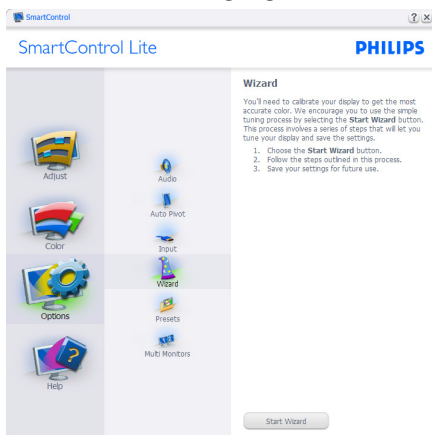 SmartControl
SmartControl Lite
PHILIPS
Adjust
Color
Options
Help
Audio
Auto Pivot
Input
Wizard
Presets
Multi Monitors
Wizard
You'll need to calibrate your display to get the most
accurate color. We encourage you to use the simple
tuning process by selecting the Start Wizard button.
This process involves a series of steps that will let you
tune your display and save the settings.
1. Choose the Start Wizard button.
2. Follow the steps outlined in this process.
3. Save your settings for future use.
Start Wizard